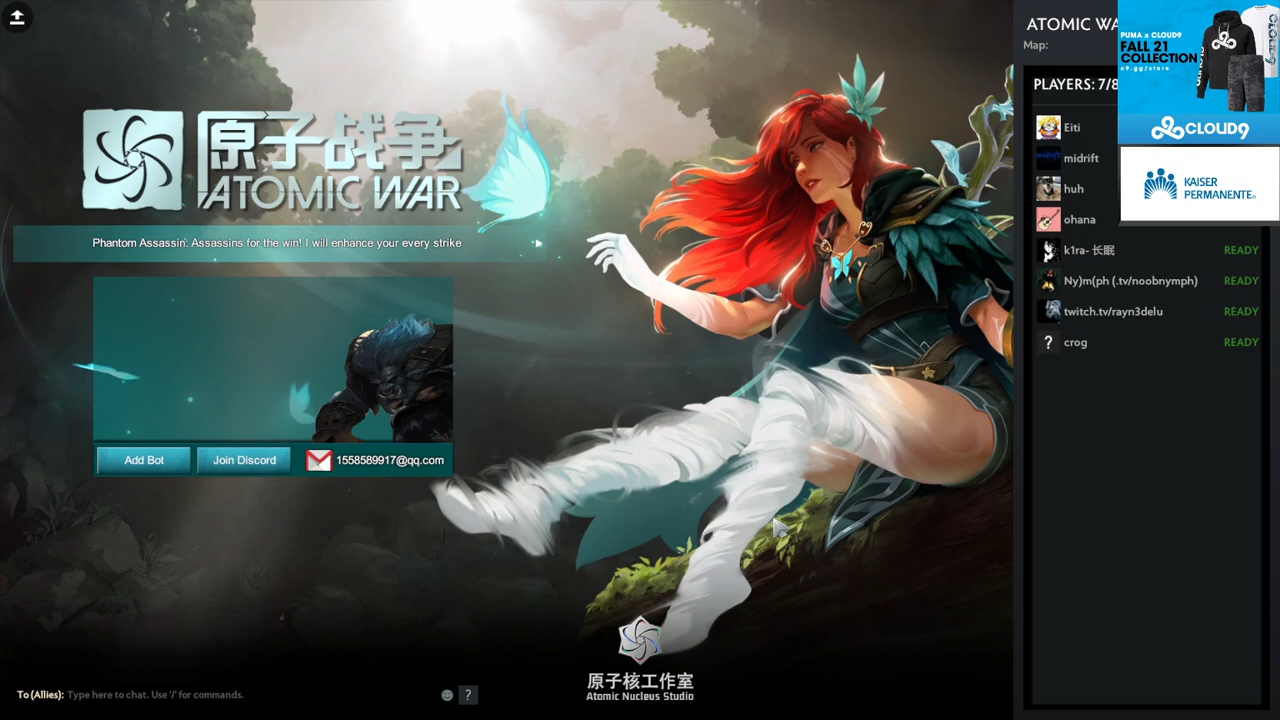 原子战争
ATOMIC WAR
Phantom Assassin: Assassins for the win! I will enhance your every strike
Add Bot
Join Discord
1558589917@qq.com
原子核工作室
Atomic Nucleus Studio
To (Allies): Type here to chat. Use '/' for commands.
?
ATOMIC WA
Map:
PLAYERS: 7/8
Eiti
midrift
huh
ohana
k1ra- 长眠 READY
Ny)m(ph (.tv/noobnymph) READY
twitch.tv/rayn3delu READY
? crog READY
PUMA x CLOUD9
FALL 21
COLLECTION
c9.gg/store
CLOUD9
KAISER
PERMANENTE®